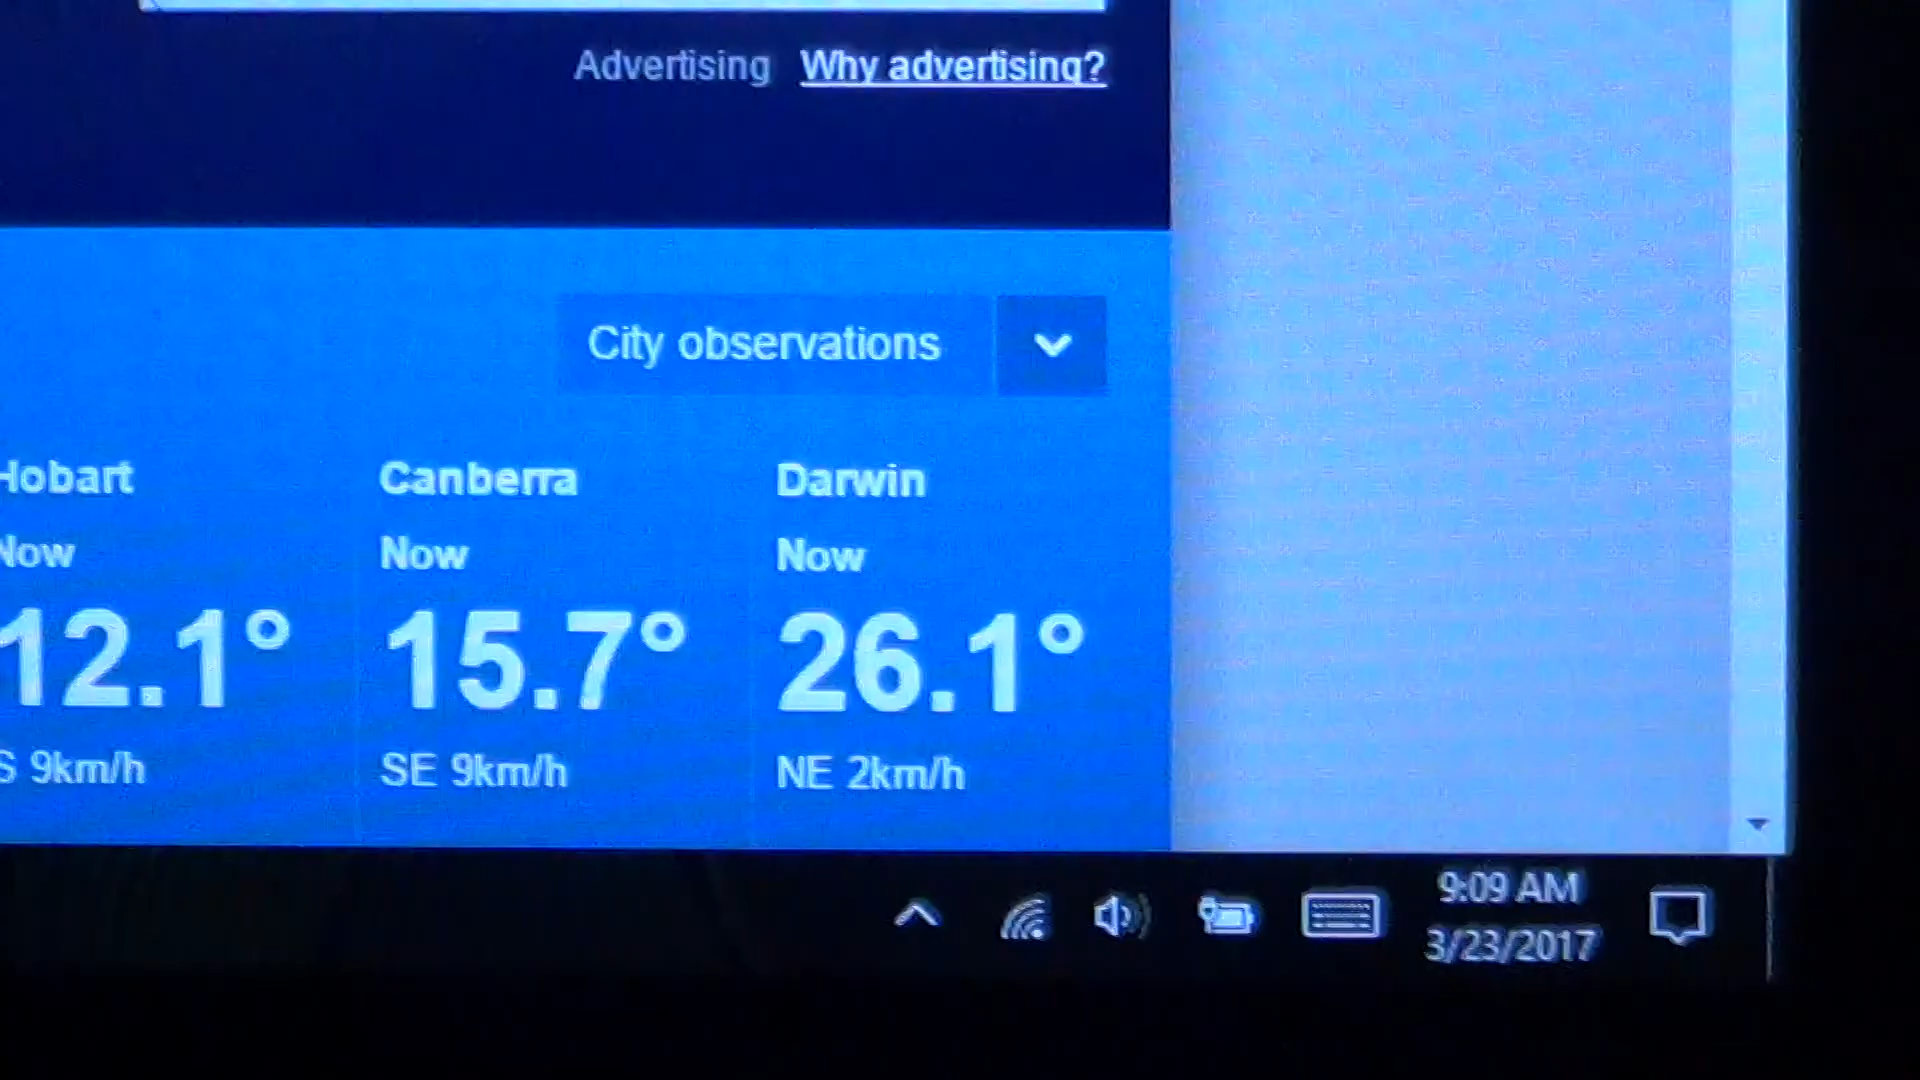 Advertising Why advertising?
City observations
Hobart Canberra Darwin
Now Now Now
12.1° 15.7° 26.1°
S 9km/h SE 9km/h NE 2km/h
9:09 AM
3/23/2017